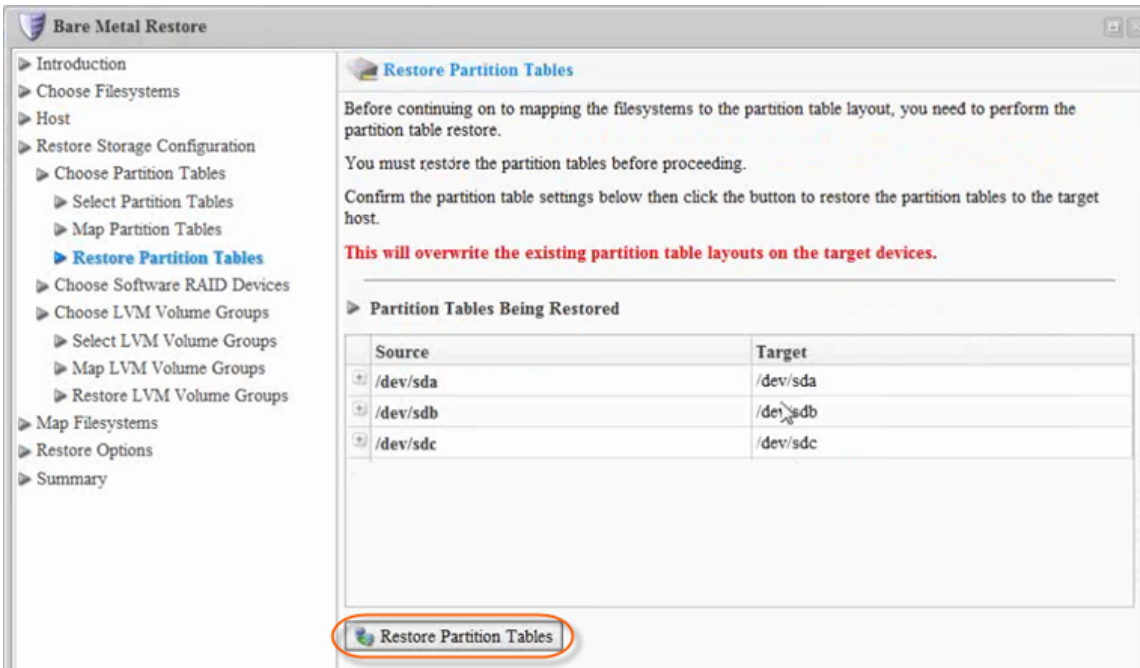 Bare Metal Restore
Introduction
Choose Filesystems
Host
Restore Storage Configuration
Choose Partition Tables
Select Partition Tables
Map Partition Tables
Restore Partition Tables
Choose Software RAID Devices
Choose LVM Volume Groups
Select LVM Volume Groups
Map LVM Volume Groups
Restore LVM Volume Groups
Map Filesystems
Restore Options
Summary
Restore Partition Tables
Before continuing on to mapping the filesystems to the partition table layout, you need to perform the
partition table restore.
You must restore the partition tables before proceeding.
Confirm the partition table settings below then click the button to restore the partition tables to the target
host.
This will overwrite the existing partition table layouts on the target devices.
Partition Tables Being Restored
Source Target
/dev/sda /dev/sda
/dev/sdb /dev/sdb
/dev/sdc /dev/sdc
Restore Partition Tables